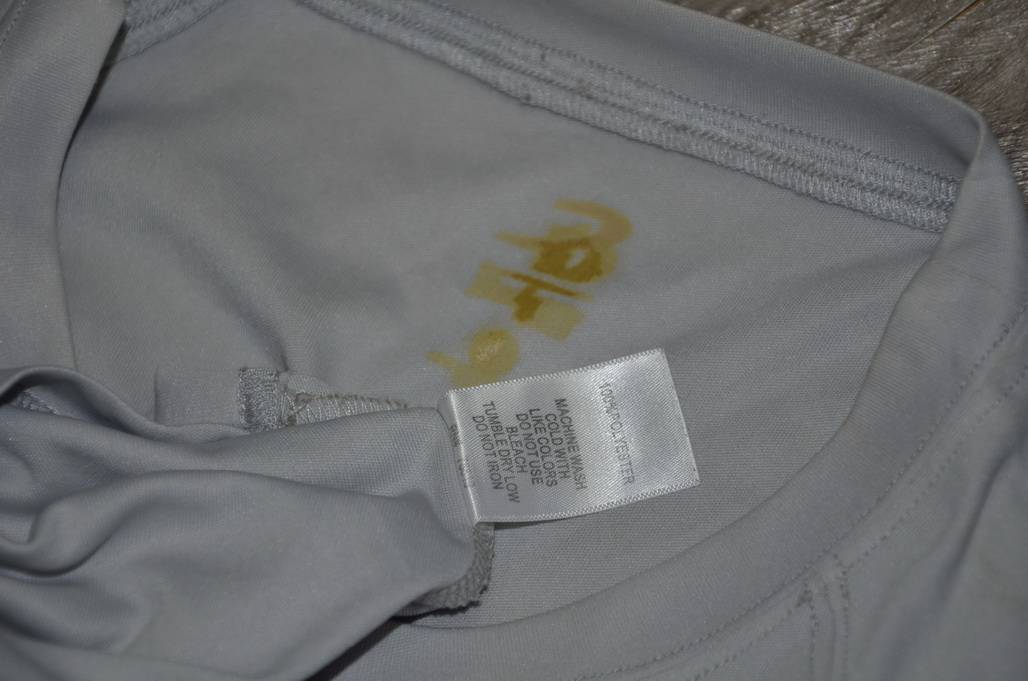 100%POLYESTER
MACHINE WASH
COLD WITH
LIKE COLORS
DO NOT USE
BLEACH
TUMBLE DRY LOW
DO NOT IRON